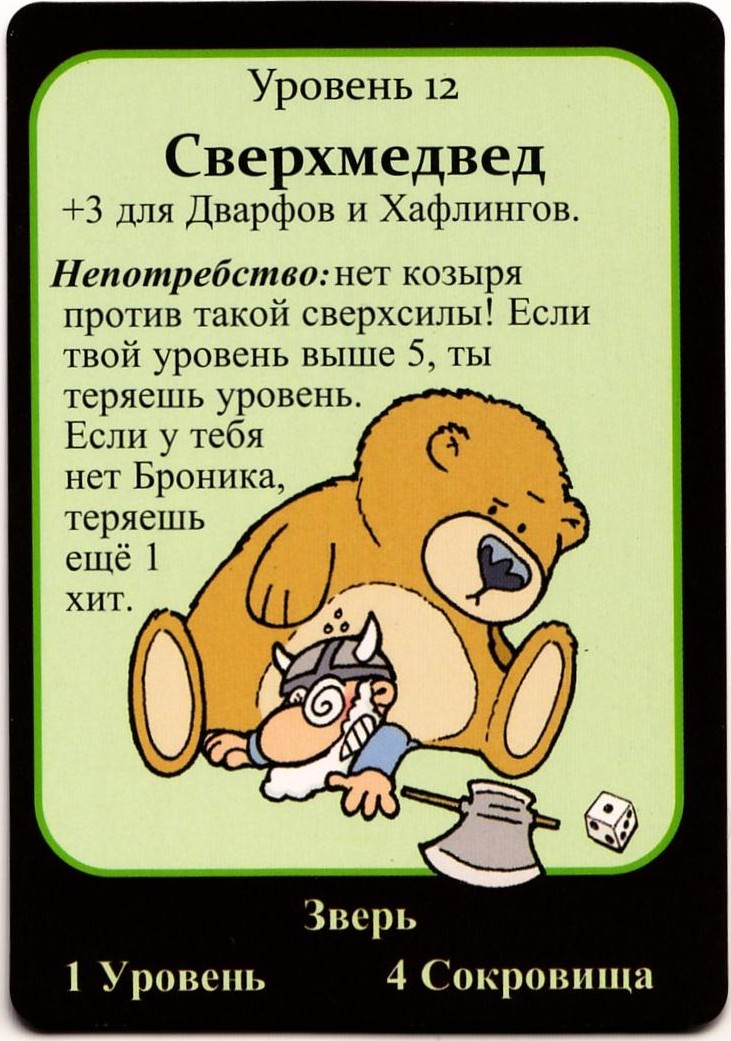 Уровень 12
Сверхмедвед
+3 для Дварфов и Хафлингов.
Непотребство: нет козыря
против такой сверхсилы! Если
твой уровень выше 5, ты
теряешь уровень.
Если у тебя
нет Броника,
теряешь
ещё 1
хит.
Зверь
1 Уровень 4 Сокровища